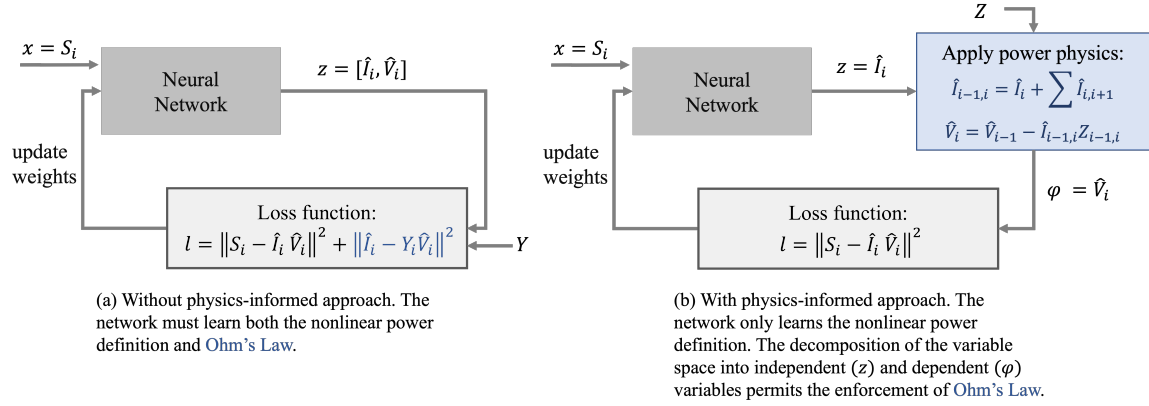 x = S_i
Neural
Network
z = [Î_i, V̂_i]
update
weights
Loss function:
l = ‖S_i − Î_i V̂_i‖² + ‖Î_i − Y_i V̂_i‖²
Y
(a) Without physics-informed approach. The
network must learn both the nonlinear power
definition and Ohm's Law.
Z
x = S_i
Neural
Network
z = Î_i
Apply power physics:
Î_{i−1,i} = Î_i + ∑ Î_{i,i+1}
V̂_i = V̂_{i−1} − Î_{i−1,i} Z_{i−1,i}
update
weights
φ = V̂_i
Loss function:
l = ‖S_i − Î_i V̂_i‖²
(b) With physics-informed approach. The
network only learns the nonlinear power
definition. The decomposition of the variable
space into independent (z) and dependent (φ)
variables permits the enforcement of Ohm's Law.